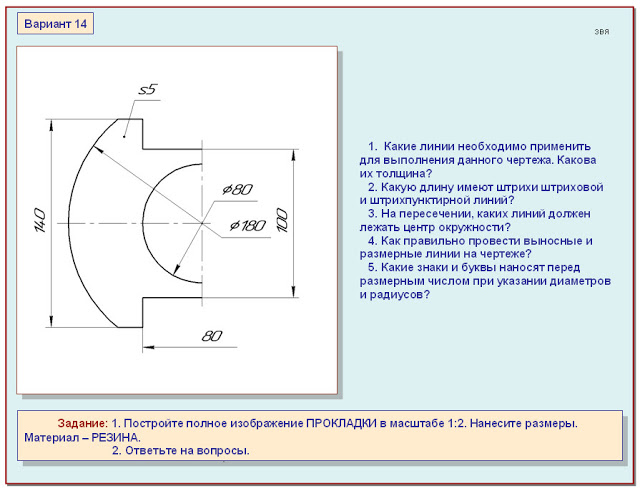 Вариант 14
звя
s5
140
⌀80
⌀180
100
80
1. Какие линии необходимо применить
для выполнения данного чертежа. Какова
их толщина?
2. Какую длину имеют штрихи штриховой
и штрихпунктирной линий?
3. На пересечении, каких линий должен
лежать центр окружности?
4. Как правильно провести выносные и
размерные линии на чертеже?
5. Какие знаки и буквы наносят перед
размерным числом при указании диаметров
и радиусов?
Задание: 1. Постройте полное изображение ПРОКЛАДКИ в масштабе 1:2. Нанесите размеры.
Материал – РЕЗИНА.
2. Ответьте на вопросы.